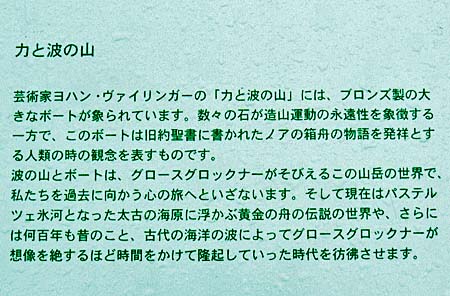 力と波の山
芸術家ヨハン・ヴァイリンガーの「力と波の山」には、ブロンズ製の大
きなボートが象られています。数々の石が造山運動の永遠性を象徴する
一方で、このボートは旧約聖書に書かれたノアの箱舟の物語を発祥とす
る人類の時の観念を表すものです。
波の山とボートは、グロースグロックナーがそびえるこの山岳の世界で、
私たちを過去に向かう心の旅へといざないます。そして現在はパステル
ツェ氷河となった太古の海原に浮かぶ黄金の舟の伝説の世界や、さらに
は何百年も昔のこと、古代の海洋の波によってグロースグロックナーが
想像を絶するほど時間をかけて隆起していった時代を彷彿させます。